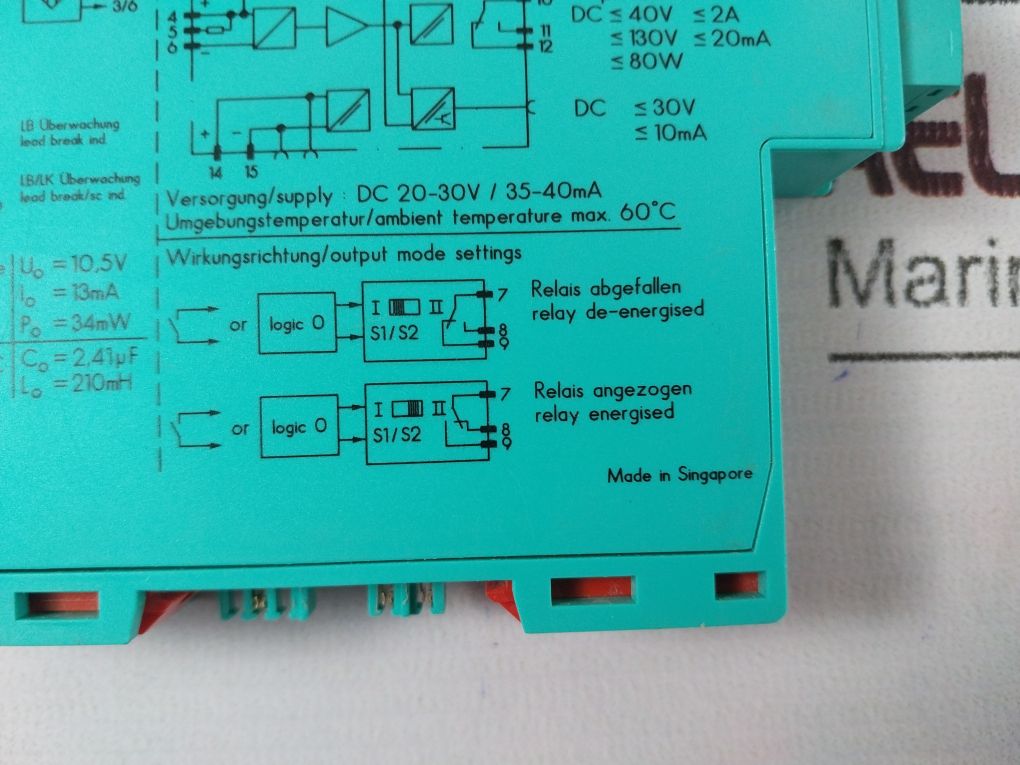 3/6
4
5
6
+
−
11
12
DC ≤ 40V ≤ 2A
≤ 130V ≤ 20mA
≤ 80W
DC ≤ 30V
≤ 10mA
+ −
14 15
LB Überwachung
lead break ind.
LB/LK Überwachung
lead break/sc ind.
Versorgung/supply : DC 20-30V / 35-40mA
Umgebungstemperatur/ambient temperature max. 60°C
Uo = 10,5V
Io = 13mA
Po = 34mW
Co = 2,41µF
Lo = 210mH
Wirkungsrichtung/output mode settings
or
logic 0
I II
S1/S2
7
8
9
Relais abgefallen
relay de-energised
or
logic 0
I II
S1/S2
7
8
9
Relais angezogen
relay energised
Made in Singapore